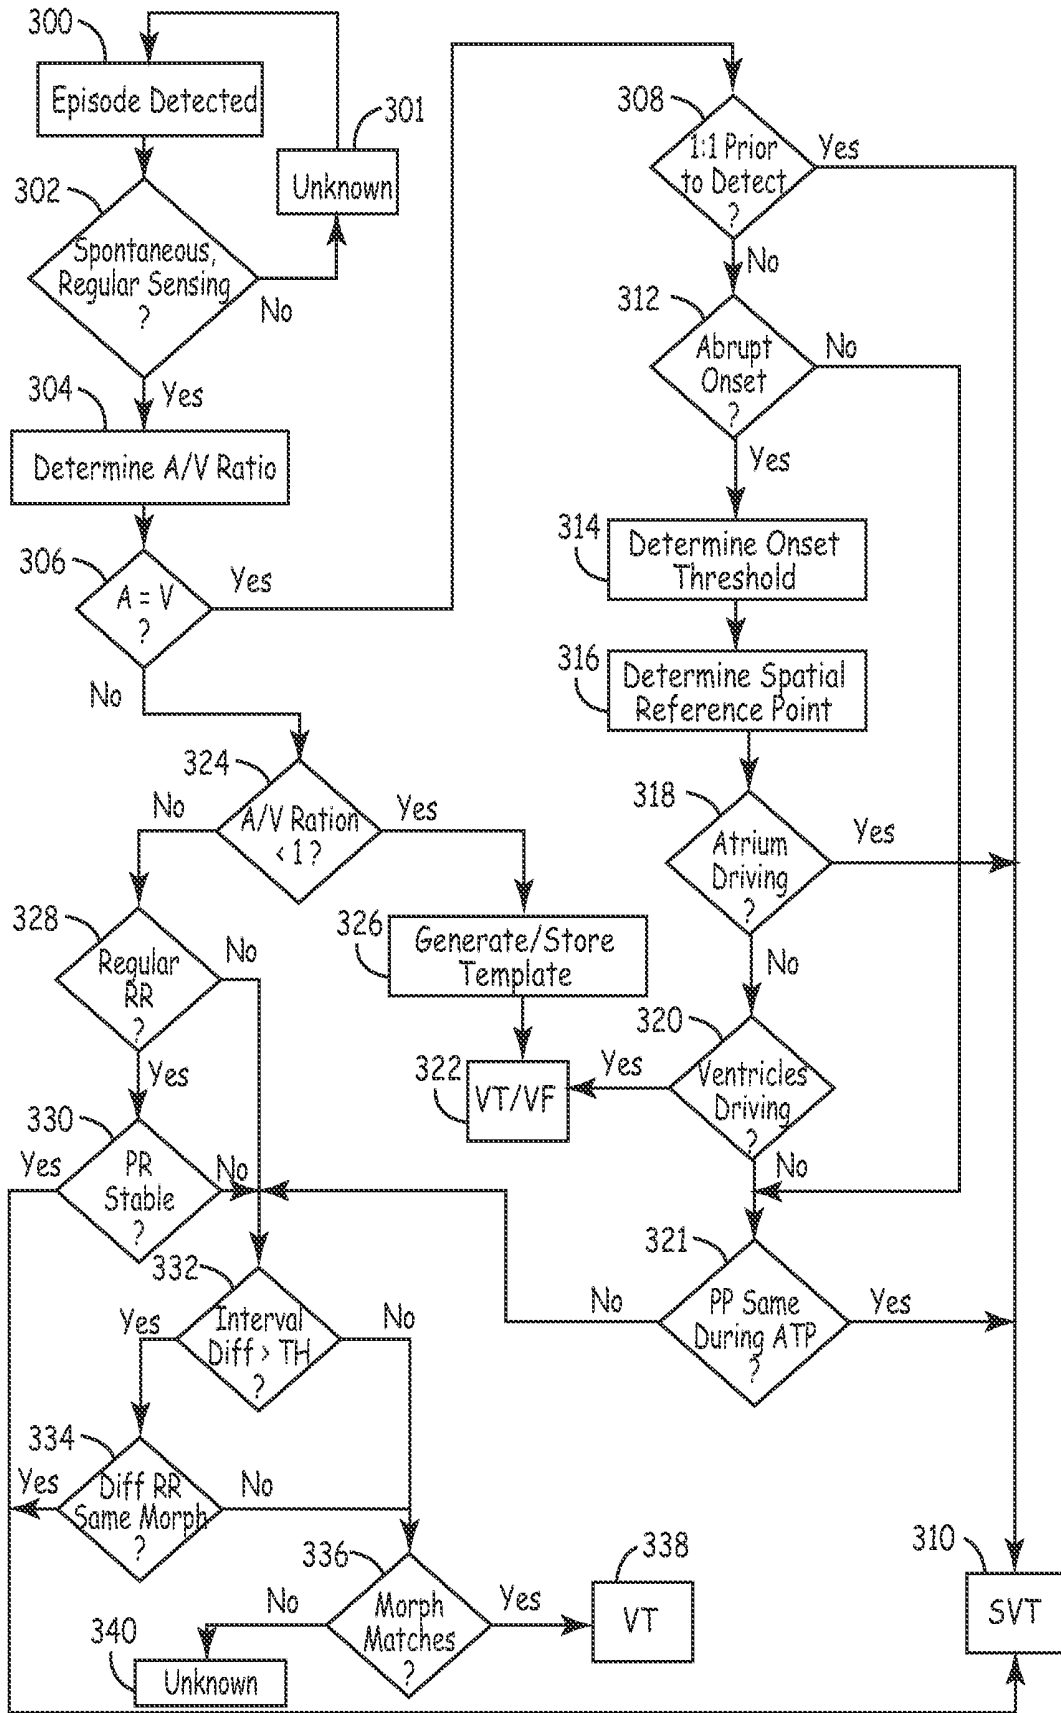 300
Episode Detected
301
Unknown
302
Spontaneous,
Regular Sensing
?
No
Yes
304
Determine A/V Ratio
306
A = V
?
Yes
No
308
1:1 Prior
to Detect
?
Yes
No
312
Abrupt
Onset
?
No
Yes
314
Determine Onset
Threshold
316
Determine Spatial
Reference Point
318
Atrium
Driving
?
Yes
No
320
Ventricles
Driving
?
Yes
No
321
PP Same
During ATP
?
No
Yes
324
A/V Ration
< 1 ?
No
Yes
326
Generate/Store
Template
322
VT/VF
328
Regular
RR
?
No
Yes
330
PR
Stable
?
Yes
No
332
Interval
Diff > TH
?
Yes
No
334
Diff RR
Same Morph
?
Yes
No
336
Morph
Matches
?
No
Yes
338
VT
340
Unknown
310
SVT